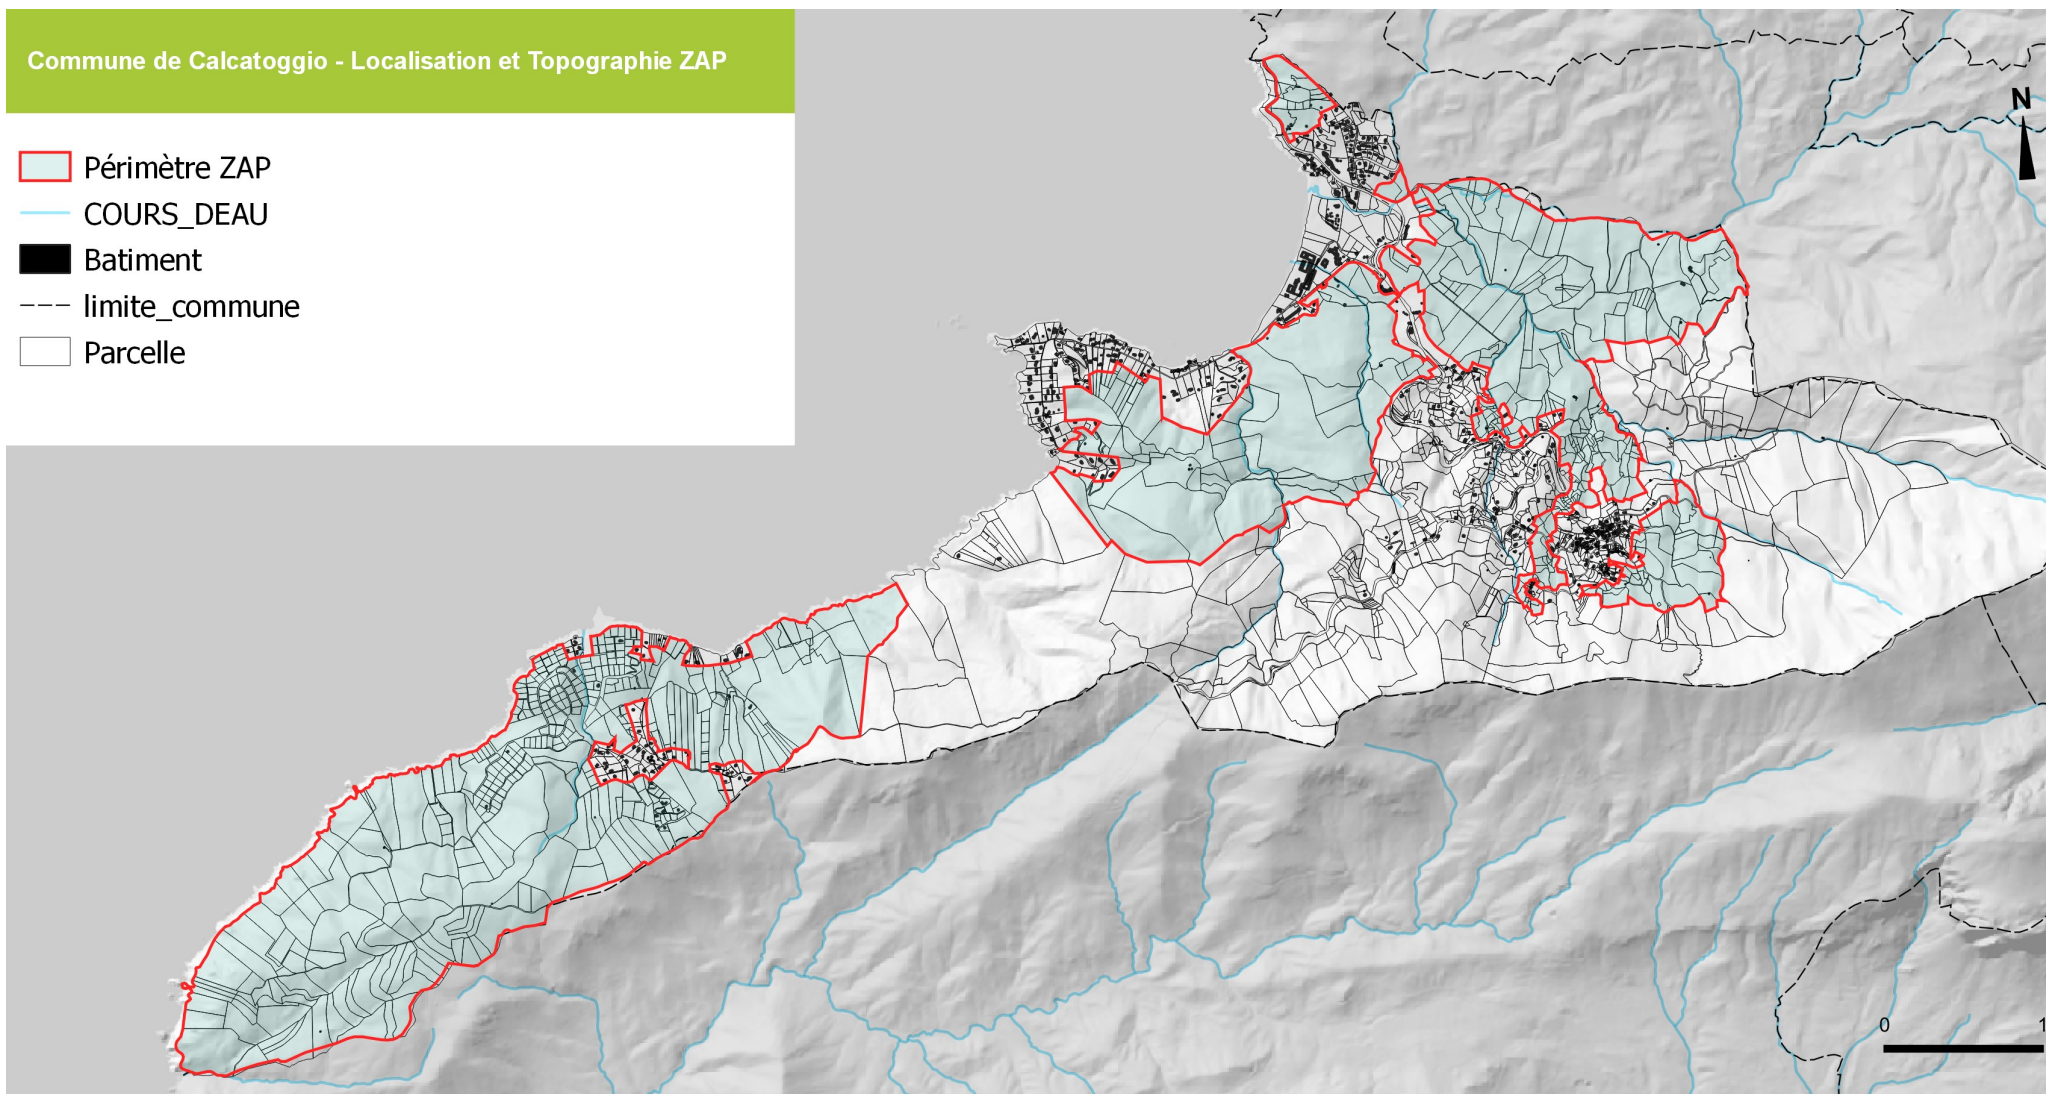 Commune de Calcatoggio - Localisation et Topographie ZAP
Périmètre ZAP
COURS_DEAU
Batiment
limite_commune
Parcelle
N
0 1